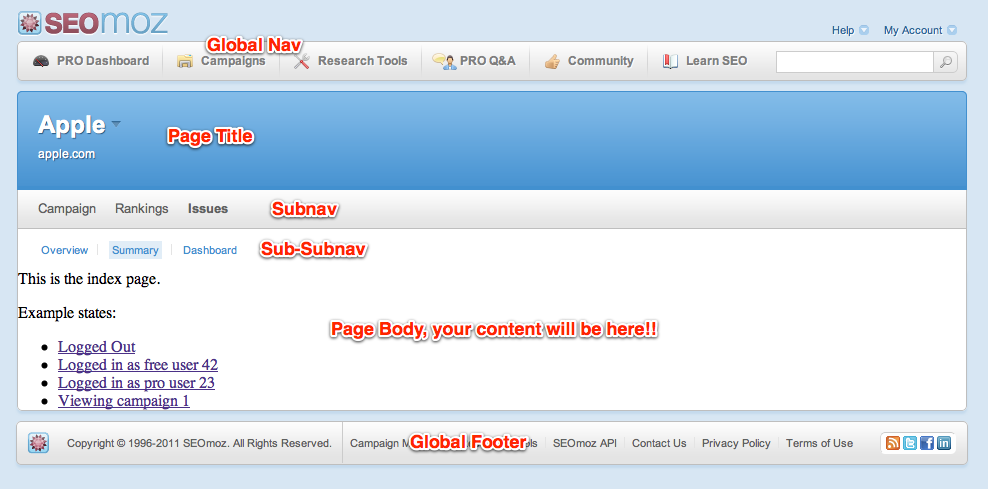 SEOmoz
Help My Account
Global Nav
PRO Dashboard Campaigns Research Tools PRO Q&A Community Learn SEO
Apple
Page Title
apple.com
Campaign Rankings Issues Subnav
Overview Summary Dashboard Sub-Subnav
This is the index page.
Example states:
Page Body, your content will be here!!
Logged Out
Logged in as free user 42
Logged in as pro user 23
Viewing campaign 1
Copyright © 1996-2011 SEOmoz. All Rights Reserved. Campaign Global Footer SEOmoz API Contact Us Privacy Policy Terms of Use